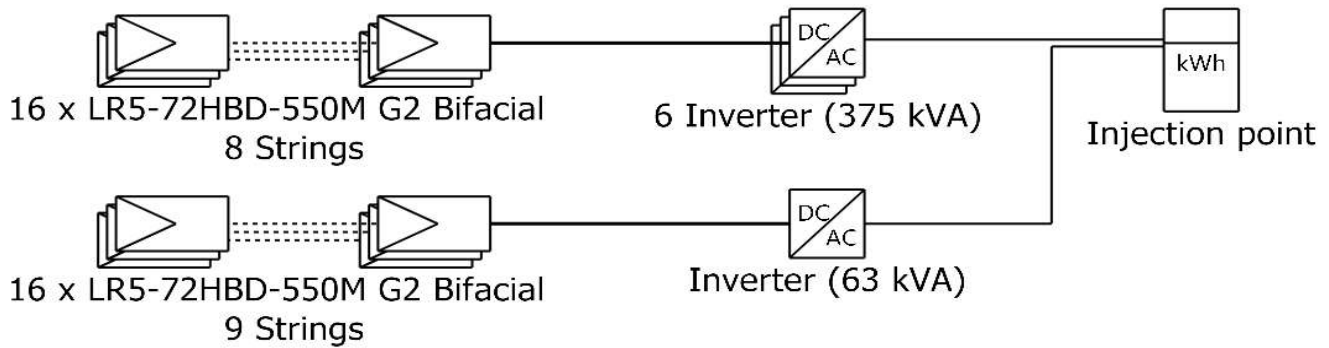 DC
AC
kWh
16 x LR5-72HBD-550M G2 Bifacial
8 Strings
6 Inverter (375 kVA)
Injection point
DC
AC
16 x LR5-72HBD-550M G2 Bifacial
9 Strings
Inverter (63 kVA)